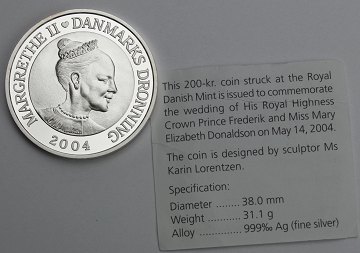 MARGRETHE II ♥ DANMARKS DRONNING
2004
This 200-kr. coin struck at the Royal
Danish Mint is issued to commemorate
the wedding of His Royal Highness
Crown Prince Frederik and Miss Mary
Elizabeth Donaldson on May 14, 2004.
The coin is designed by sculptor Ms
Karin Lorentzen.
Specification:
Diameter ........ 38.0 mm
Weight .......... 31.1 g
Alloy ............. 999‰ Ag (fine silver)